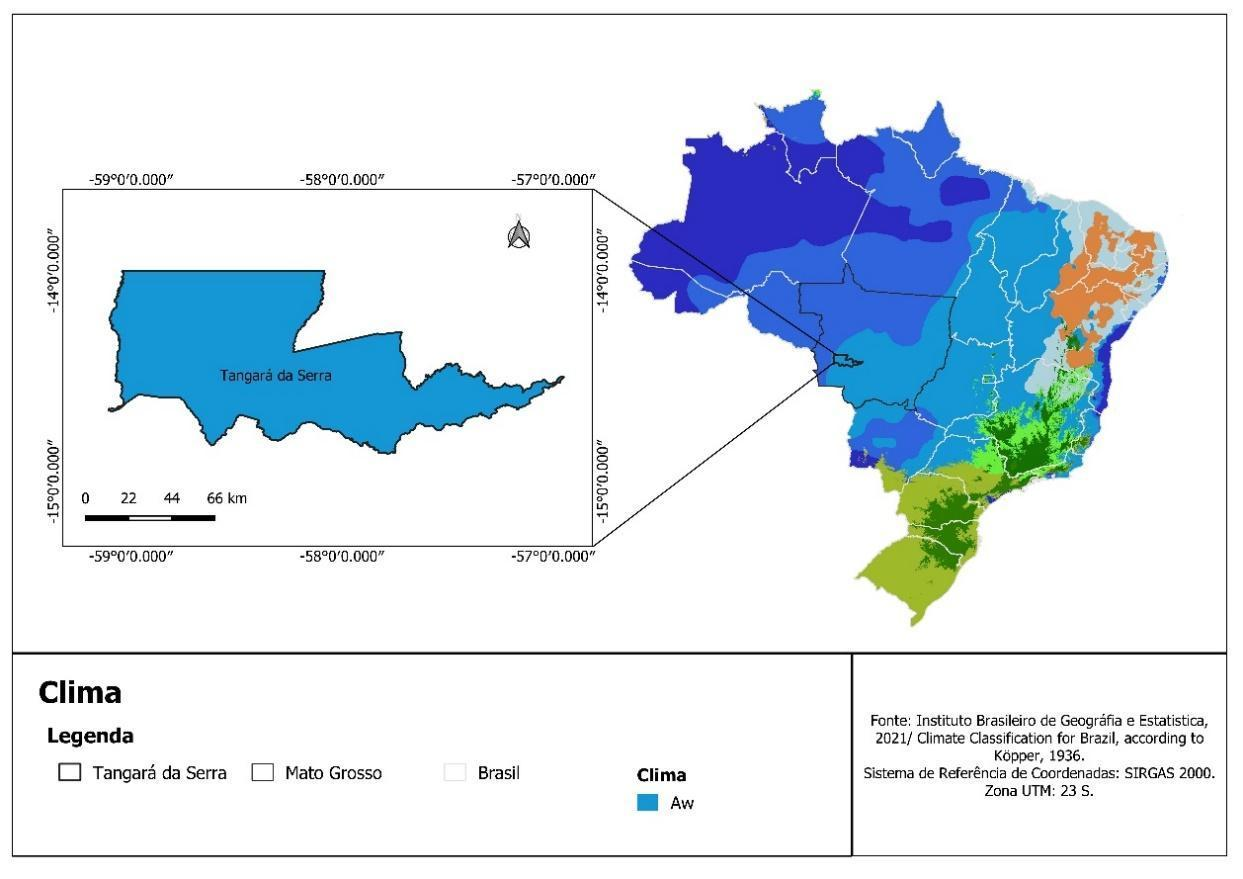 -59°0′0.000″
-58°0′0.000″
-57°0′0.000″
-14°0′0.000″
-14°0′0.000″
N
Tangará da Serra
-15°0′0.000″
-15°0′0.000″
0 22 44 66 km
-59°0′0.000″
-58°0′0.000″
-57°0′0.000″
Clima
Legenda
Tangará da Serra
Mato Grosso
Brasil
Clima
Aw
Fonte: Instituto Brasileiro de Geográfia e Estatistica,
2021/ Climate Classification for Brazil, according to
Köpper, 1936.
Sistema de Referência de Coordenadas: SIRGAS 2000.
Zona UTM: 23 S.